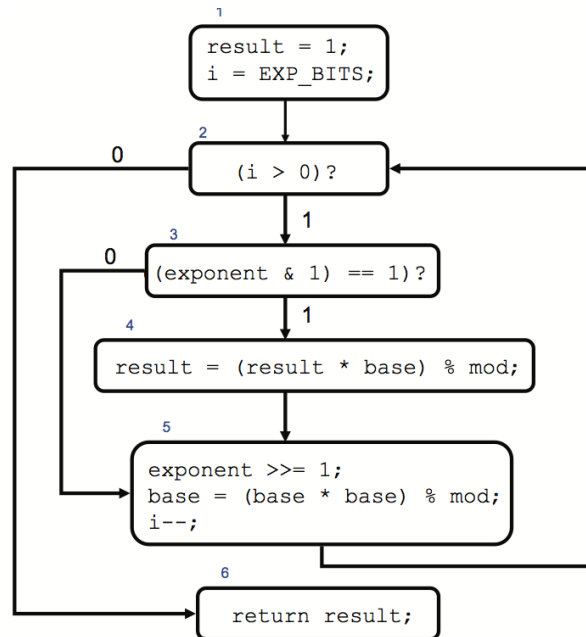 1
result = 1;
i = EXP_BITS;
2
0
(i > 0)?
1
3
0
(exponent & 1) == 1)?
1
4
result = (result * base) % mod;
5
exponent >>= 1;
base = (base * base) % mod;
i--;
6
return result;